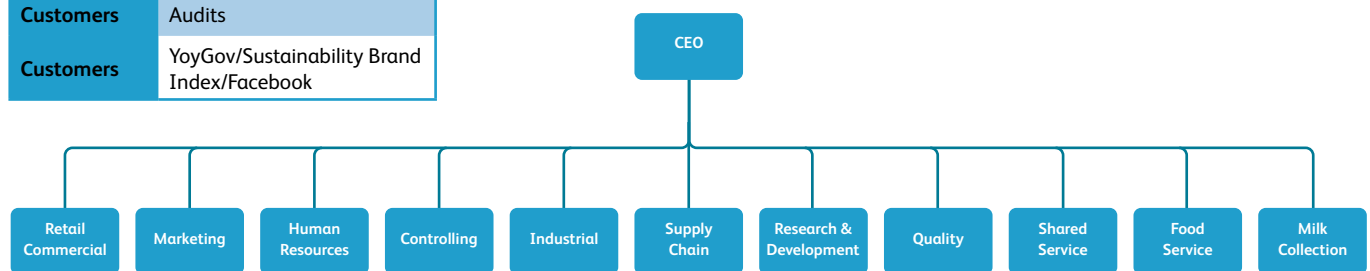 Customers Audits
Customers YoyGov/Sustainability Brand
Index/Facebook
CEO
Retail
Commercial
Marketing
Human
Resources
Controlling
Industrial
Supply
Chain
Research &
Development
Quality
Shared
Service
Food
Service
Milk
Collection